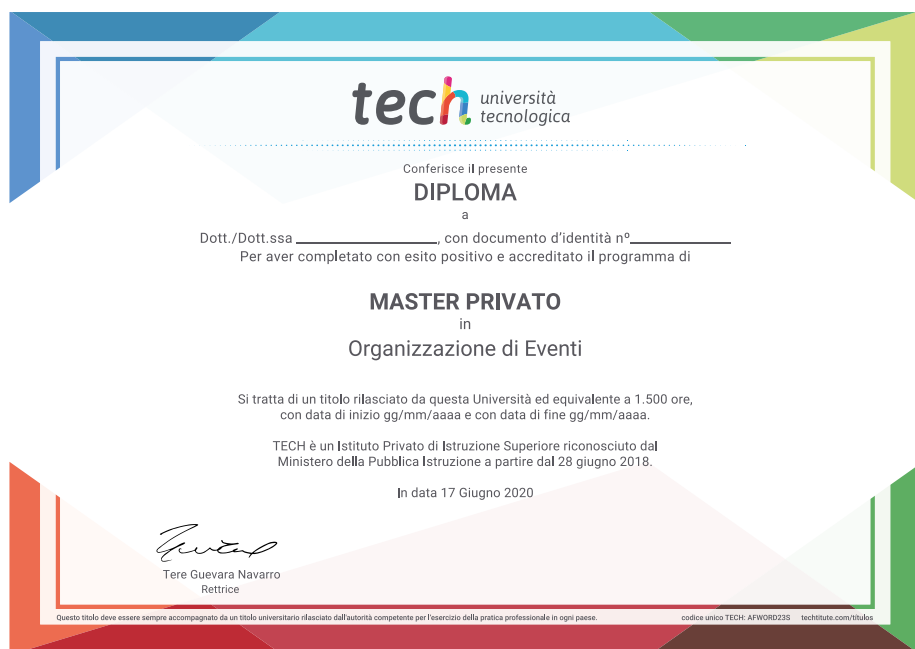 tech università
tecnologica
Conferisce il presente
DIPLOMA
a
Dott./Dott.ssa ________________, con documento d'identità nº___________
Per aver completato con esito positivo e accreditato il programma di
MASTER PRIVATO
in
Organizzazione di Eventi
Si tratta di un titolo rilasciato da questa Università ed equivalente a 1.500 ore,
con data di inizio gg/mm/aaaa e con data di fine gg/mm/aaaa.
TECH è un Istituto Privato di Istruzione Superiore riconosciuto dal
Ministero della Pubblica Istruzione a partire dal 28 giugno 2018.
In data 17 Giugno 2020
Tere Guevara Navarro
Rettrice
Questo titolo deve essere sempre accompagnato da un titolo universitario rilasciato dall'autorità competente per l'esercizio della pratica professionale in ogni paese. codice unico TECH: AFWORD23S techtitute.com/titulos